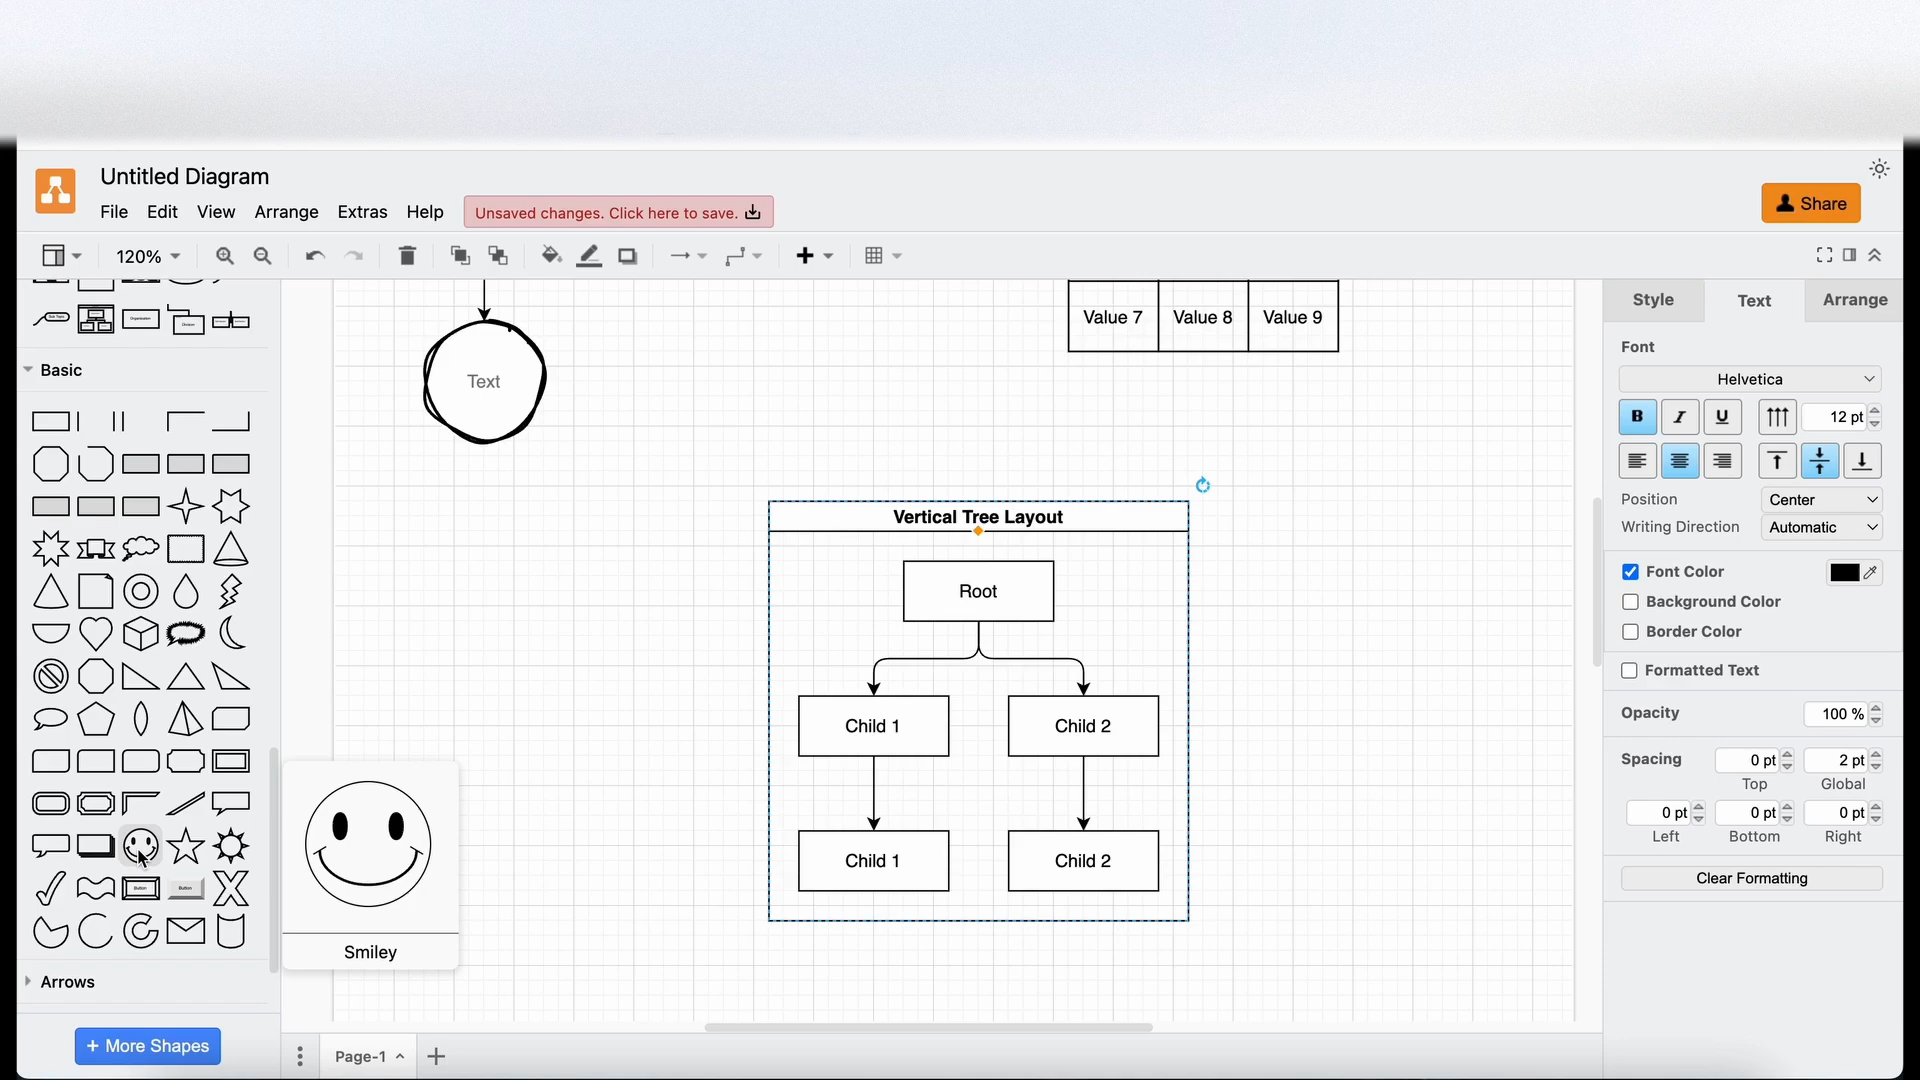 Untitled Diagram
File Edit View Arrange Extras Help
Unsaved changes. Click here to save.
Share
120%
Style Text Arrange
Basic
Text
Value 7 Value 8 Value 9
Vertical Tree Layout
Root
Child 1 Child 2
Child 1 Child 2
Smiley
Button Button
Arrows
+ More Shapes
Page-1
Font
Helvetica
B I U 12 pt
Position Center
Writing Direction Automatic
Font Color
Background Color
Border Color
Formatted Text
Opacity 100 %
Spacing 0 pt 2 pt
Top Global
0 pt 0 pt 0 pt
Left Bottom Right
Clear Formatting